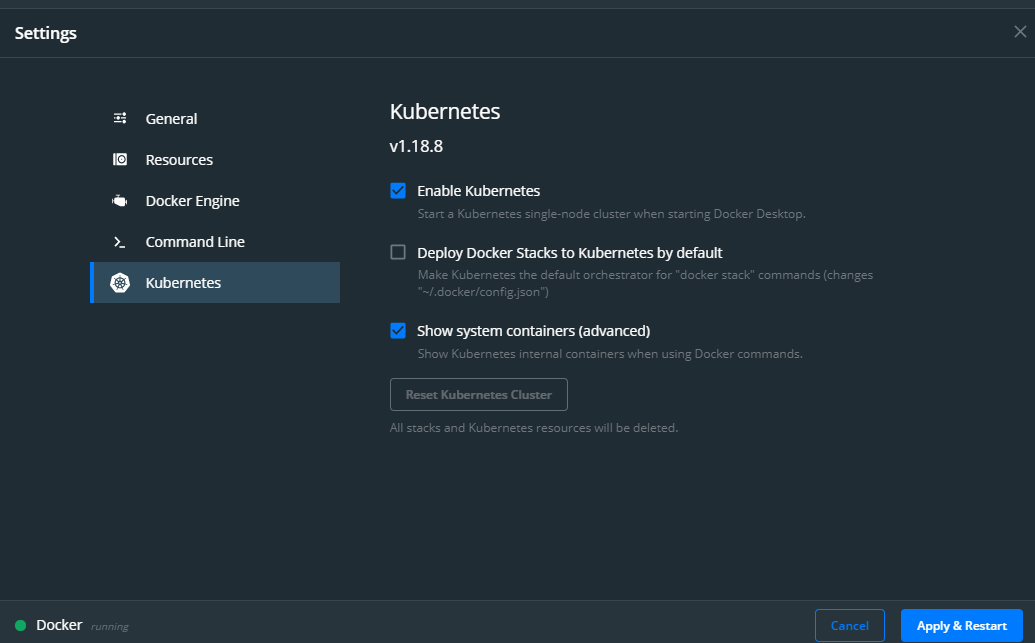 Settings
General
Resources
Docker Engine
Command Line
Kubernetes
Kubernetes
v1.18.8
Enable Kubernetes
Start a Kubernetes single-node cluster when starting Docker Desktop.
Deploy Docker Stacks to Kubernetes by default
Make Kubernetes the default orchestrator for "docker stack" commands (changes
"~/.docker/config.json")
Show system containers (advanced)
Show Kubernetes internal containers when using Docker commands.
Reset Kubernetes Cluster
All stacks and Kubernetes resources will be deleted.
Docker running
Cancel
Apply & Restart